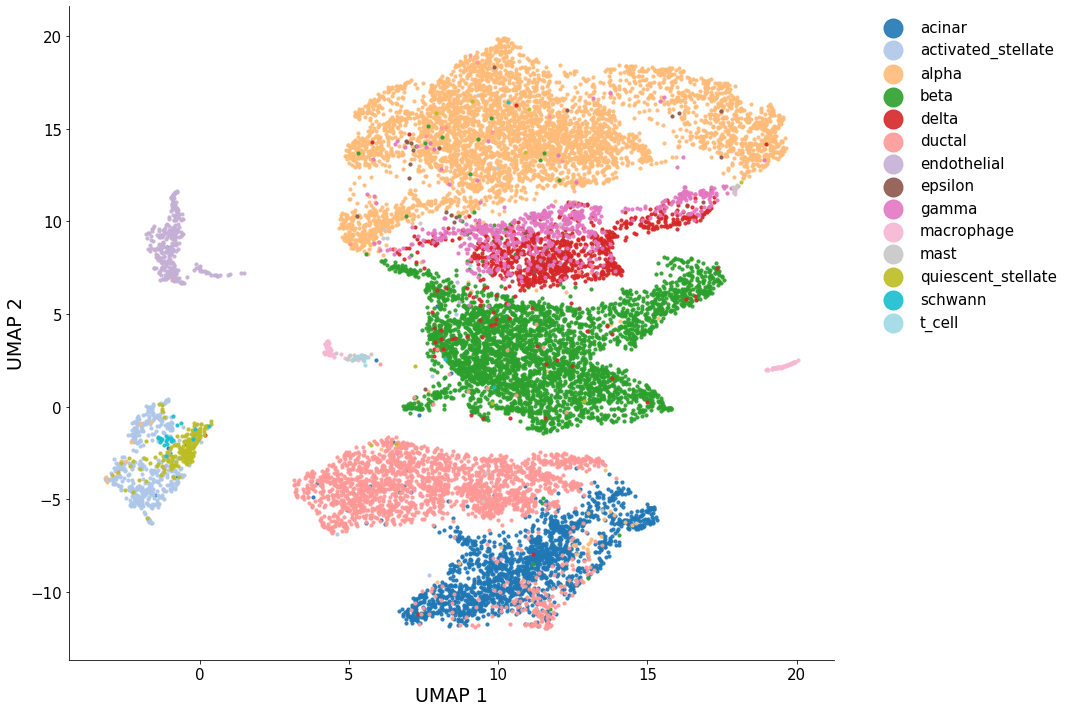 20
15
10
5
0
−5
−10
UMAP 2
0
5
10
15
20
UMAP 1
acinar
activated_stellate
alpha
beta
delta
ductal
endothelial
epsilon
gamma
macrophage
mast
quiescent_stellate
schwann
t_cell